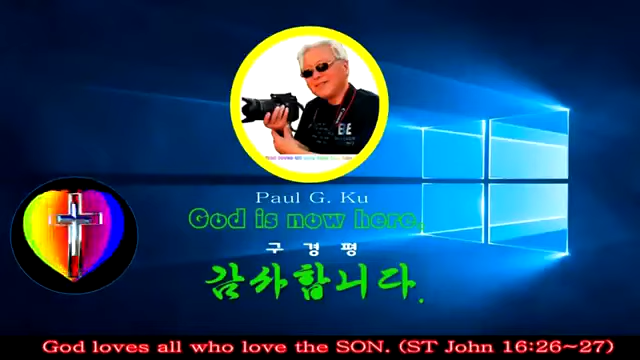 BE
Paul G. Ku
God is now here.
구 경 평
감사합니다.
God loves all who love the SON. (ST John 16:26~27)